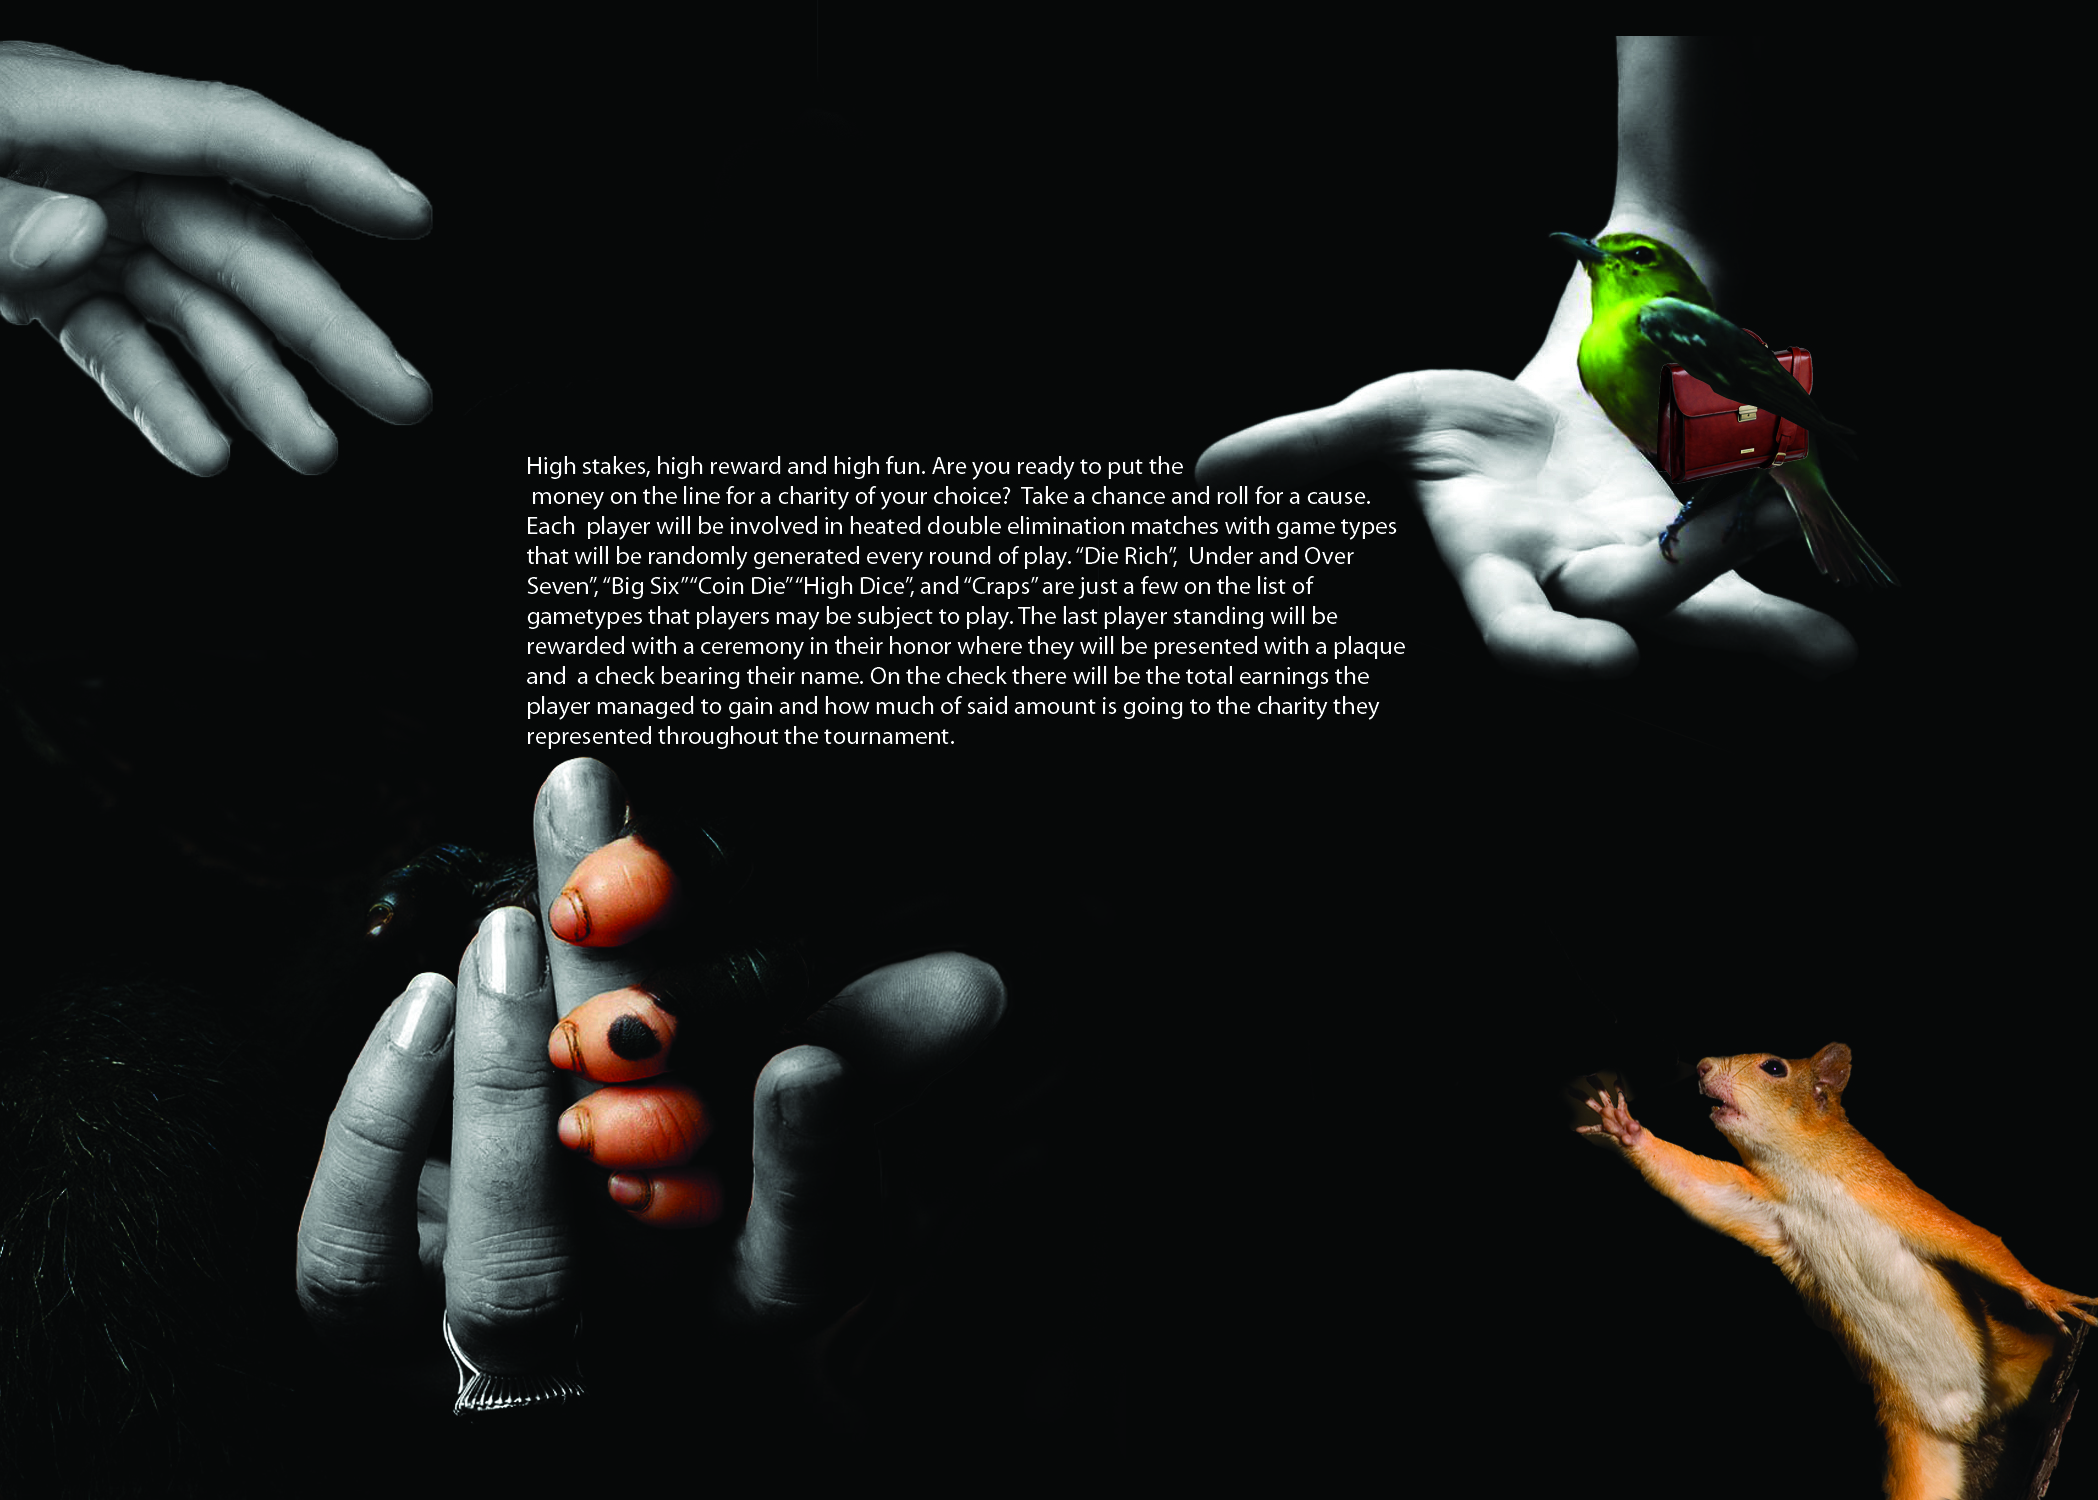 High stakes, high reward and high fun. Are you ready to put the
money on the line for a charity of your choice?  Take a chance and roll for a cause.
Each  player will be involved in heated double elimination matches with game types
that will be randomly generated every round of play. “Die Rich”,  Under and Over
Seven”, “Big Six” “Coin Die” “High Dice”, and “Craps” are just a few on the list of
gametypes that players may be subject to play. The last player standing will be
rewarded with a ceremony in their honor where they will be presented with a plaque
and  a check bearing their name. On the check there will be the total earnings the
player managed to gain and how much of said amount is going to the charity they
represented throughout the tournament.